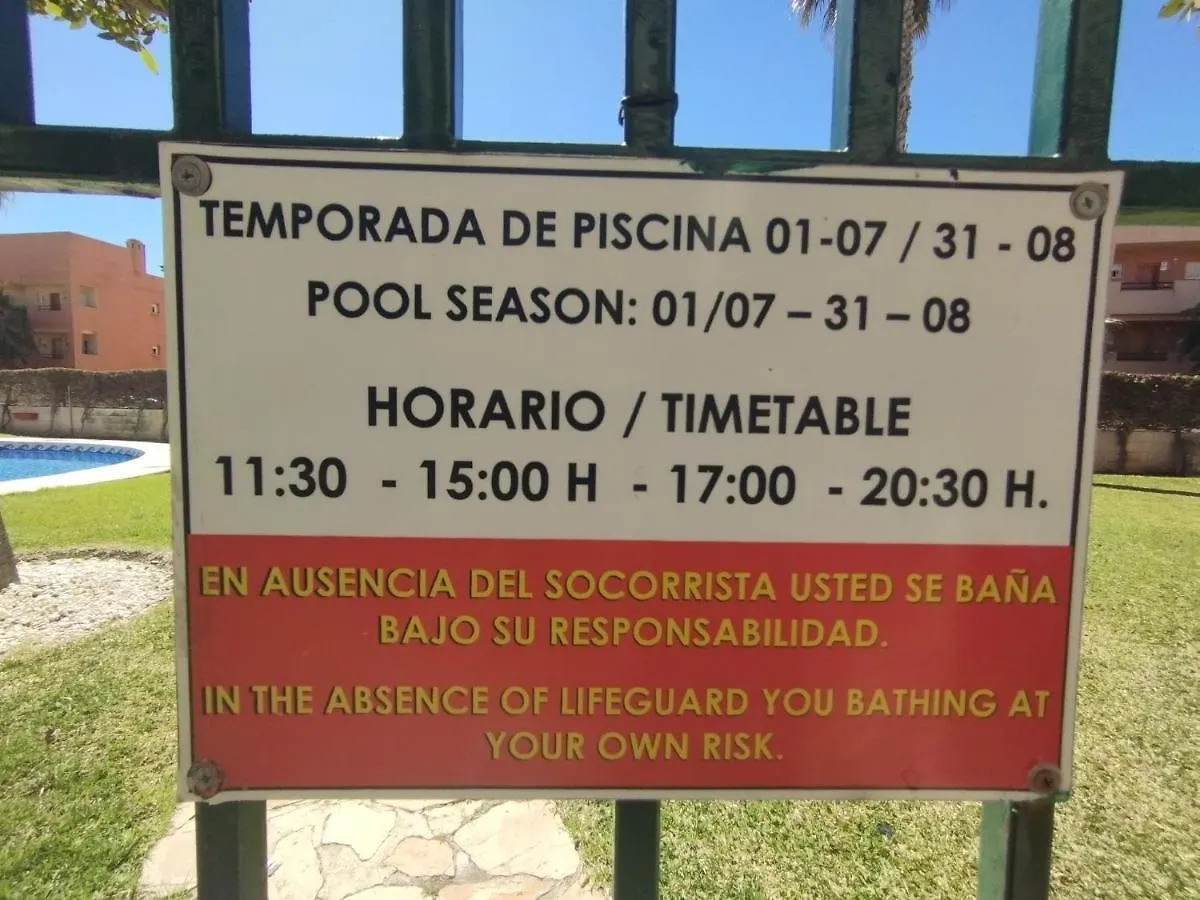 TEMPORADA DE PISCINA 01-07 / 31 - 08
POOL SEASON: 01/07 – 31 – 08
HORARIO / TIMETABLE
11:30 - 15:00 H - 17:00 - 20:30 H.
EN AUSENCIA DEL SOCORRISTA USTED SE BAÑA
BAJO SU RESPONSABILIDAD.
IN THE ABSENCE OF LIFEGUARD YOU BATHING AT
YOUR OWN RISK.